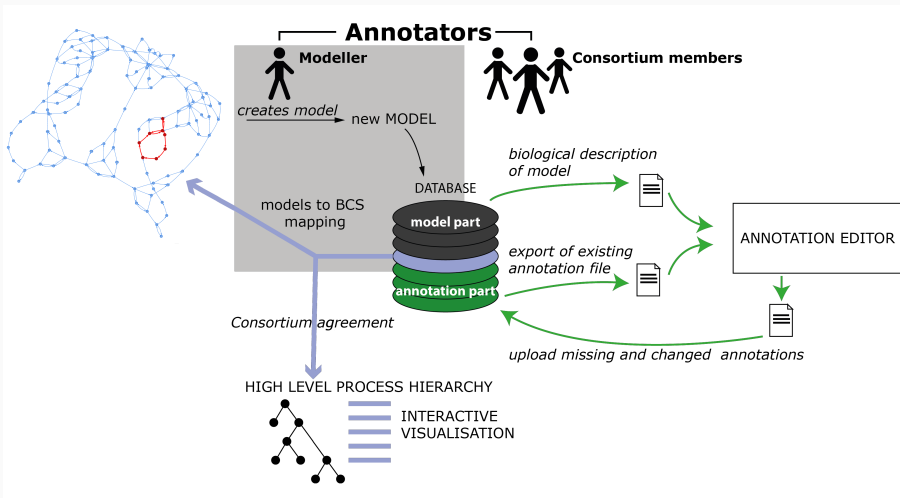 Annotators
Modeller
Consortium members
creates model
new MODEL
biological description
of model
DATABASE
models to BCS
mapping
model part
ANNOTATION EDITOR
export of existing
annotation file
annotation part
Consortium agreement
upload missing and changed annotations
HIGH LEVEL PROCESS HIERARCHY
INTERACTIVE
VISUALISATION